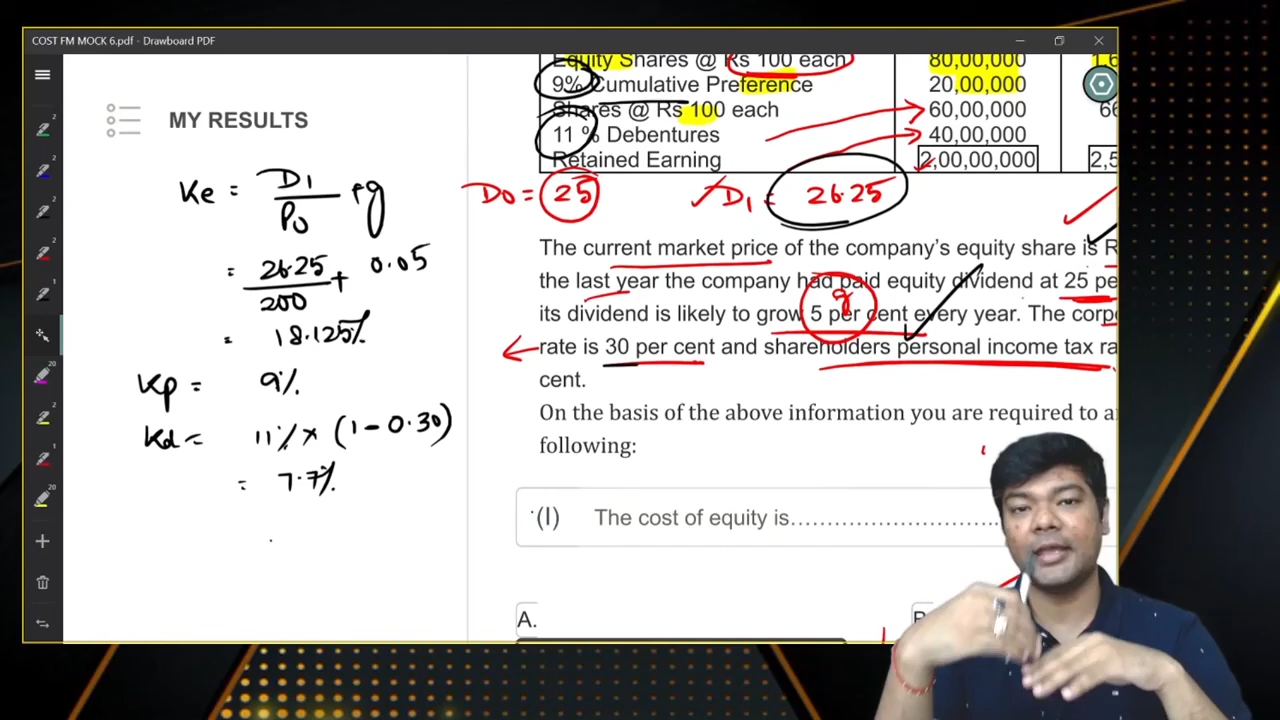 COST FM MOCK 6.pdf - Drawboard PDF
MY RESULTS
Ke = D1/P0 + g
= 26.25/200 + 0.05
= 18.125%
Kp = 9%
Kd = 11% × (1 - 0.30)
= 7.7%
Equity Shares @ Rs 100 each 80,00,000
9% Cumulative Preference 20,00,000
Shares @ Rs 100 each 60,00,000
11 % Debentures 40,00,000
Retained Earning 2,00,00,000
D0 = 25 D1 = 26.25
The current market price of the company's equity share is
the last year the company had paid equity dividend at 25
g
its dividend is likely to grow 5 per cent every year. The
rate is 30 per cent and shareholders personal income tax
cent.
On the basis of the above information you are required to
following:
(I) The cost of equity is………………………
A.